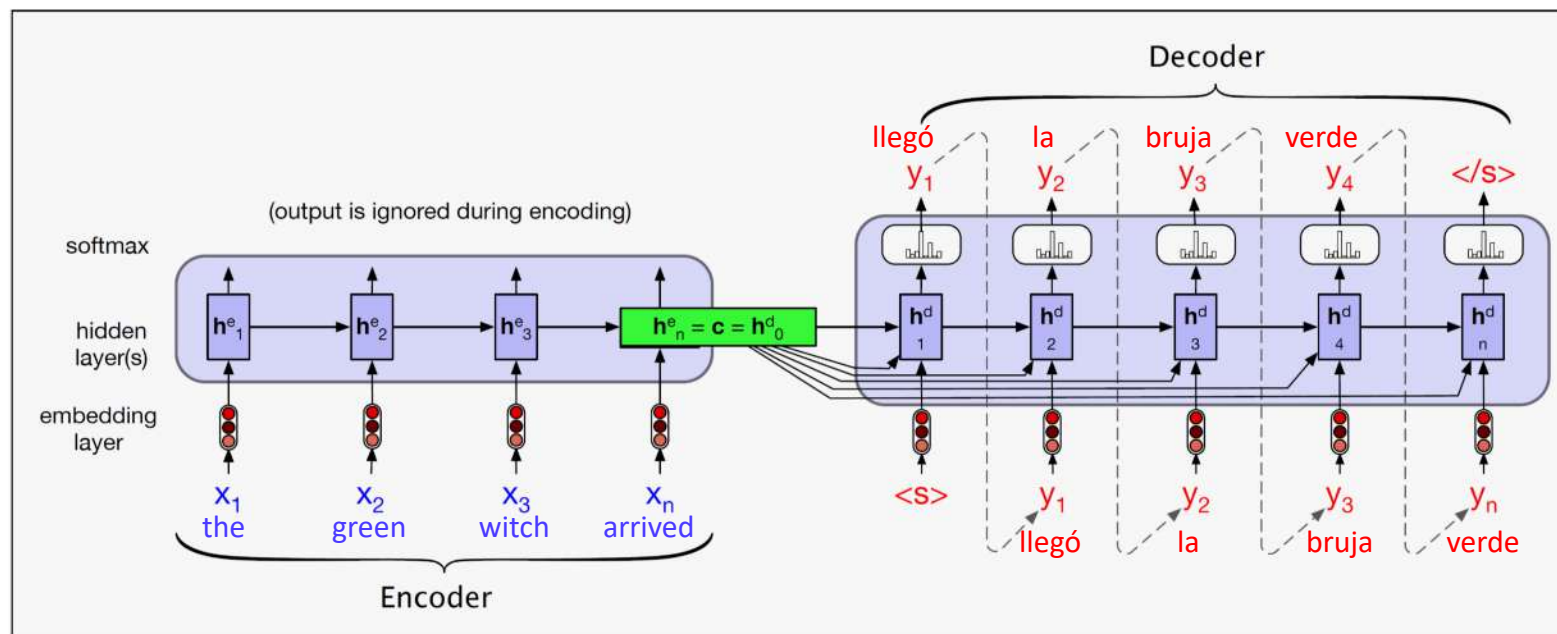 Decoder
llegó la bruja verde
y₁ y₂ y₃ y₄ </s>
(output is ignored during encoding)
softmax
hidden
layer(s)
hᵉ₁ hᵉ₂ hᵉ₃ hᵉₙ = c = hᵈ₀ hᵈ₁ hᵈ₂ hᵈ₃ hᵈ₄ hᵈₙ
embedding
layer
x₁ x₂ x₃ xₙ <s> y₁ y₂ y₃ yₙ
the green witch arrived llegó la bruja verde
Encoder